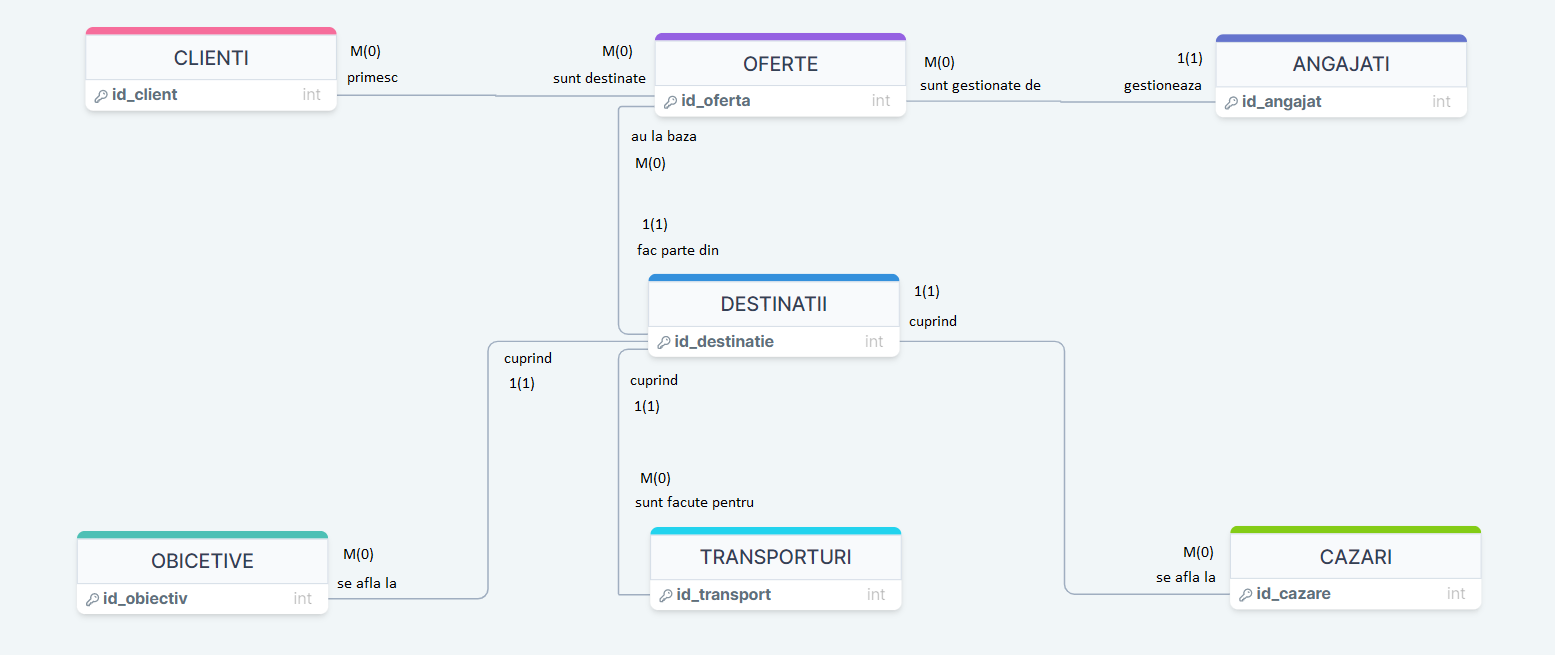 CLIENTI
id_client int
M(0)
primesc
M(0)
sunt destinate
OFERTE
id_oferta int
M(0)
sunt gestionate de
1(1)
gestioneaza
ANGAJATI
id_angajat int
au la baza
M(0)
1(1)
fac parte din
DESTINATII
id_destinatie int
1(1)
cuprind
cuprind
1(1)
cuprind
1(1)
M(0)
sunt facute pentru
OBICETIVE
id_obiectiv int
M(0)
se afla la
TRANSPORTURI
id_transport int
M(0)
se afla la
CAZARI
id_cazare int